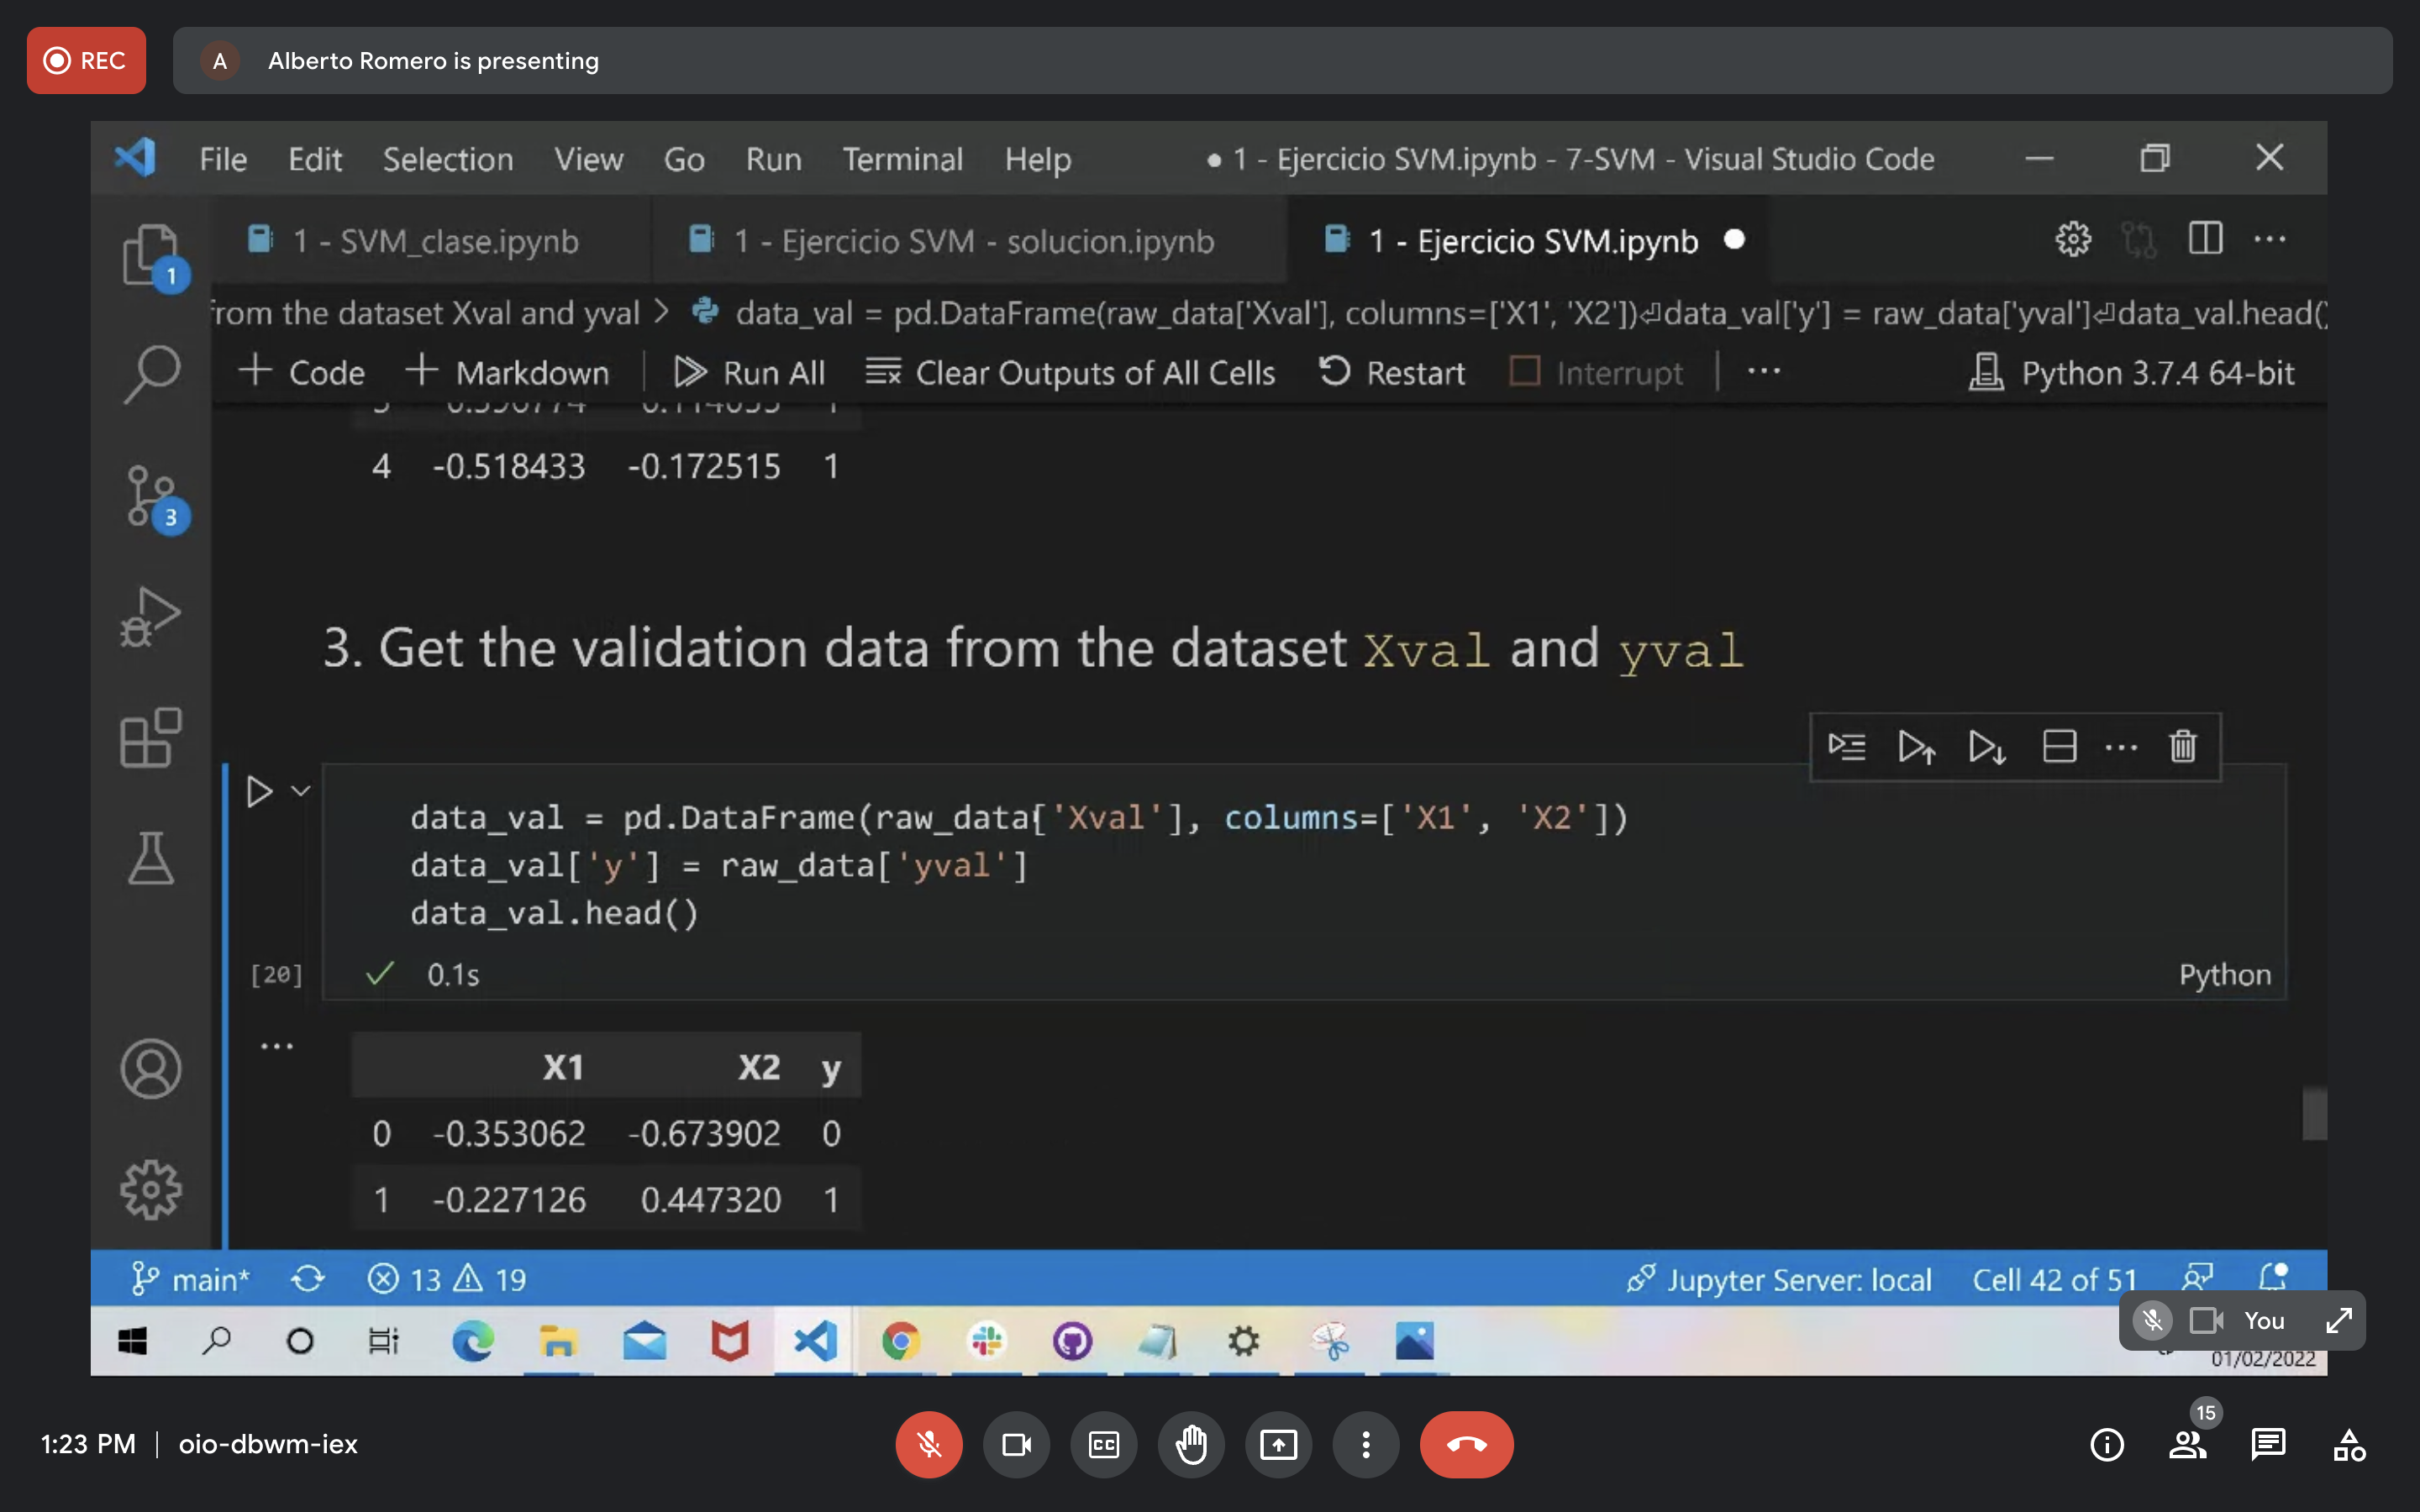 REC
A
Alberto Romero is presenting
File Edit Selection View Go Run Terminal Help
● 1 - Ejercicio SVM.ipynb - 7-SVM - Visual Studio Code
1 - SVM_clase.ipynb
1 - Ejercicio SVM - solucion.ipynb
1 - Ejercicio SVM.ipynb
1
from the dataset Xval and yval > data_val = pd.DataFrame(raw_data['Xval'], columns=['X1', 'X2'])⏎data_val['y'] = raw_data['yval']⏎data_val.head()
+ Code + Markdown Run All Clear Outputs of All Cells Restart Interrupt ... Python 3.7.4 64-bit
4 -0.518433 -0.172515 1
3
3. Get the validation data from the dataset Xval and yval
data_val = pd.DataFrame(raw_data['Xval'], columns=['X1', 'X2'])
data_val['y'] = raw_data['yval']
data_val.head()
[20] 0.1s Python
...
X1 X2 y
0 -0.353062 -0.673902 0
1 -0.227126 0.447320 1
main* 13 19 Jupyter Server: local Cell 42 of 51
You
01/02/2022
1:23 PM | oio-dbwm-iex
CC
15